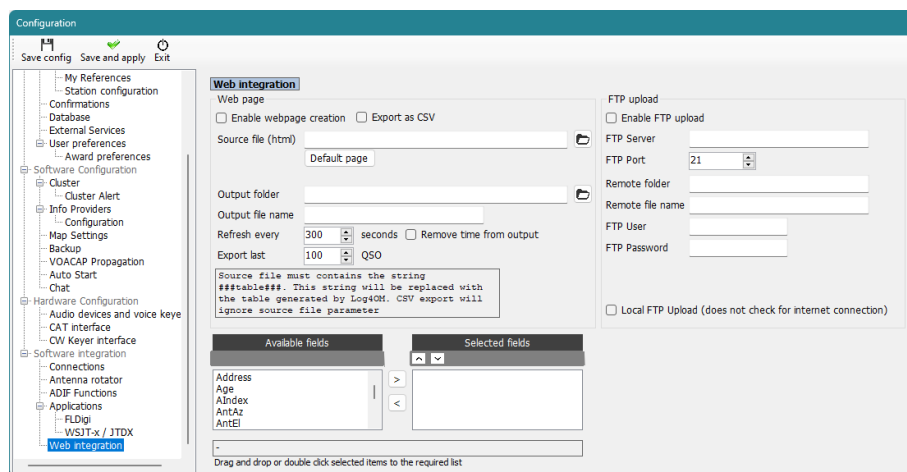 Configuration
Save config Save and apply Exit
My References
Station configuration
Confirmations
Database
External Services
User preferences
Award preferences
Software Configuration
Cluster
Cluster Alert
Info Providers
Configuration
Map Settings
Backup
VOACAP Propagation
Auto Start
Chat
Hardware Configuration
Audio devices and voice keye
CAT interface
CW Keyer interface
Software integration
Connections
Antenna rotator
ADIF Functions
Applications
FLDigi
WSJT-x / JTDX
Web integration
Web integration
Web page
Enable webpage creation Export as CSV
Source file (html)
Default page
Output folder
Output file name
Refresh every 300 seconds Remove time from output
Export last 100 QSO
Source file must contains the string
###table###. This string will be replaced with
the table generated by Log4OM. CSV export will
ignore source file parameter
FTP upload
Enable FTP upload
FTP Server
FTP Port 21
Remote folder
Remote file name
FTP User
FTP Password
Local FTP Upload (does not check for internet connection)
Available fields
Selected fields
Address
Age
AIndex
AntAz
AntEl
>
<
-
Drag and drop or double click selected items to the required list